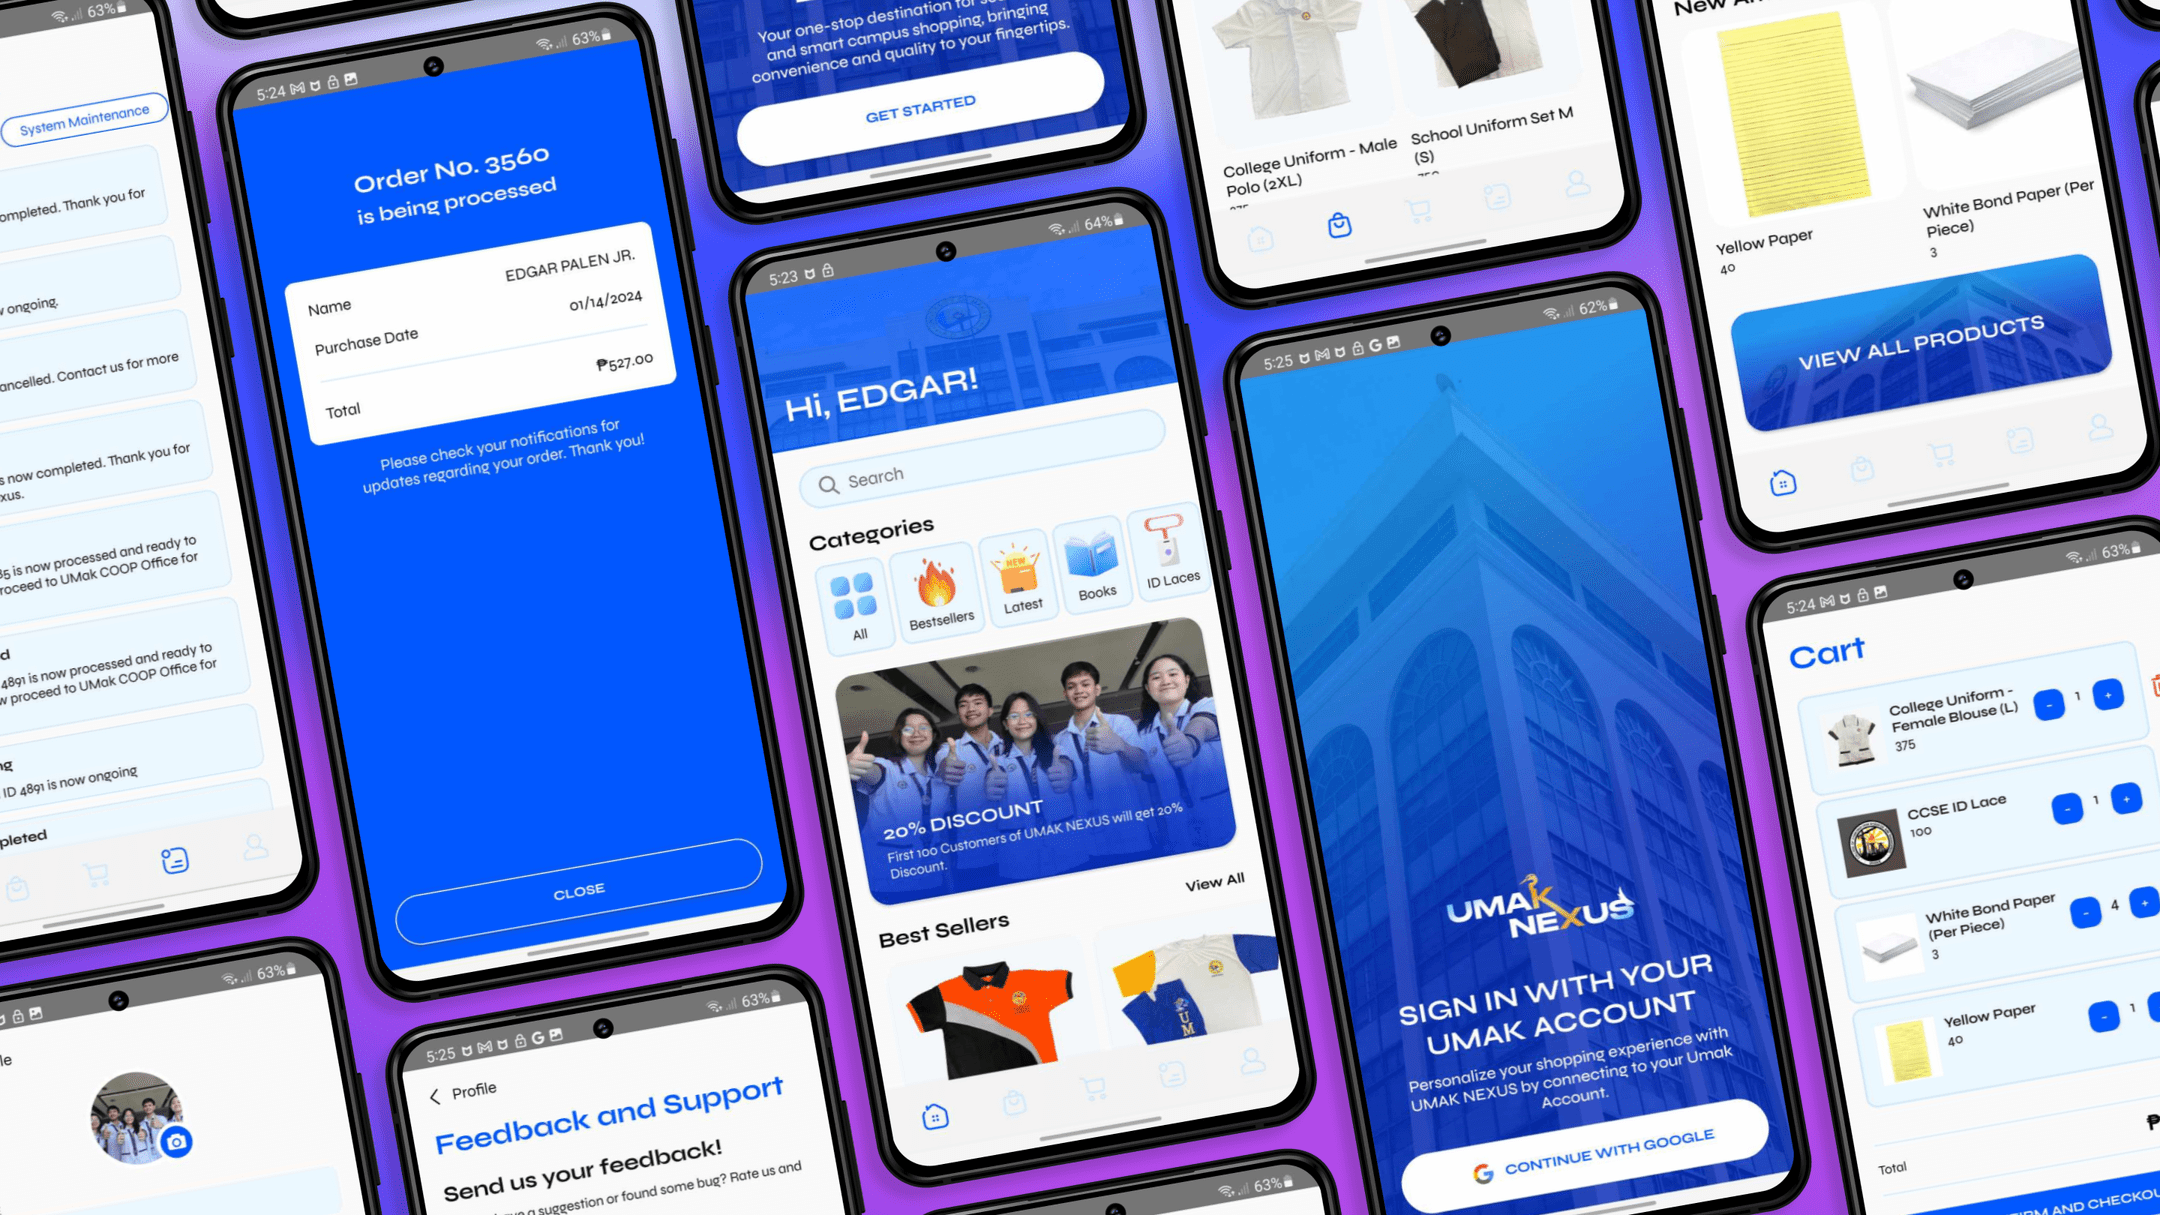 63%
System Maintenance
ompleted. Thank you for
ongoing.
ancelled. Contact us for more
s now completed. Thank you for
xus.
85 is now processed and ready to
roceed to UMak COOP Office for
d
4891 is now processed and ready to
w proceed to UMak COOP Office for
ng
ID 4891 is now ongoing
pleted
5:24
63%
Order No. 3560
is being processed
Name
EDGAR PALEN JR.
Purchase Date
01/14/2024
₱527.00
Total
Please check your notifications for
updates regarding your order. Thank you!
CLOSE
Your one-stop destination for
and smart campus shopping, bringing
convenience and quality to your fingertips.
GET STARTED
5:23
64%
Hi, EDGAR!
Search
Categories
All
Bestsellers
NEW
Latest
Books
ID Laces
20% DISCOUNT
First 100 Customers of UMAK NEXUS will get 20%
Discount.
View All
Best Sellers
UM
College Uniform - Male
Polo (2XL)
School Uniform Set M
(S)
5:25
62%
UMAK
NEXUS
SIGN IN WITH YOUR
UMAK ACCOUNT
Personalize your shopping experience with
UMAK NEXUS by connecting to your Umak
Account.
CONTINUE WITH GOOGLE
New
Yellow Paper
40
White Bond Paper (Per
Piece)
3
VIEW ALL PRODUCTS
5:24
63%
Cart
College Uniform -
Female Blouse (L)
375
- 1 +
CCSE ID Lace
100
- 1 +
White Bond Paper
(Per Piece)
3
- 4 +
Yellow Paper
40
- 1
₱
Total
FIRM AND CHECKOU
63%
le
5:25
63%
Profile
Feedback and Support
Send us your feedback!
a suggestion or found some bug? Rate us and
63%